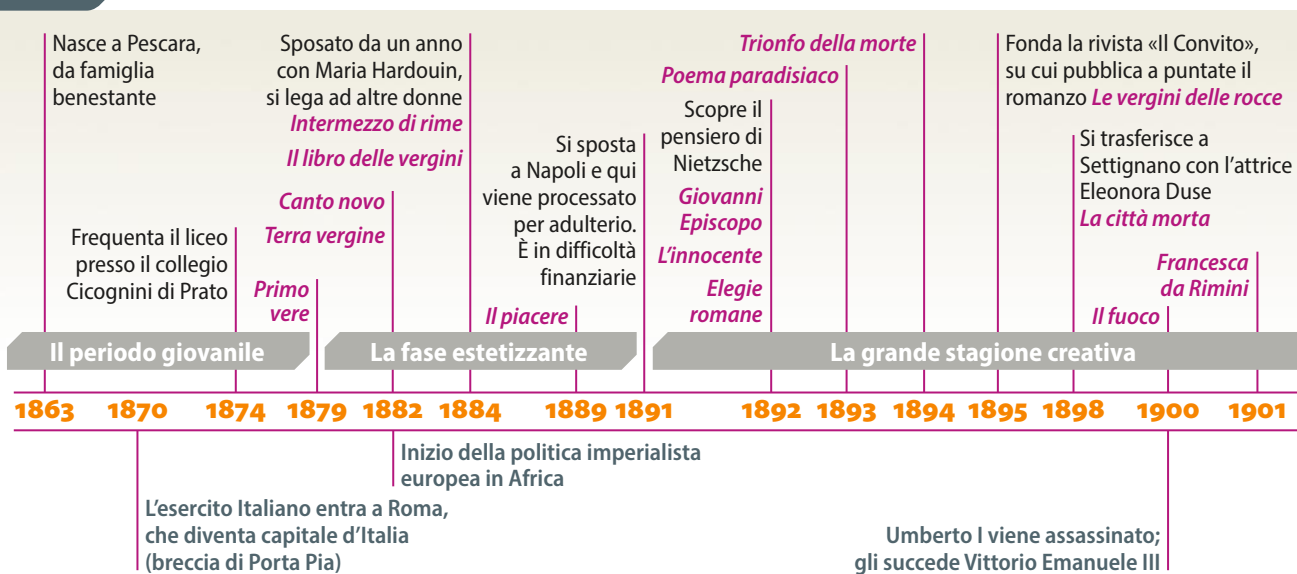 Nasce a Pescara,
da famiglia
benestante
Frequenta il liceo
presso il collegio
Cicognini di Prato
Primo
vere
Canto novo
Terra vergine
Sposato da un anno
con Maria Hardouin,
si lega ad altre donne
Intermezzo di rime
Il libro delle vergini
Il piacere
Si sposta
a Napoli e qui
viene processato
per adulterio.
È in difficoltà
finanziarie
Scopre il
pensiero di
Nietzsche
Giovanni
Episcopo
L'innocente
Elegie
romane
Poema paradisiaco
Trionfo della morte
Fonda la rivista «Il Convito»,
su cui pubblica a puntate il
romanzo Le vergini delle rocce
Si trasferisce a
Settignano con l'attrice
Eleonora Duse
La città morta
Il fuoco
Francesca
da Rimini
Il periodo giovanile
La fase estetizzante
La grande stagione creativa
1863 1870 1874 1879 1882 1884 1889 1891 1892 1893 1894 1895 1898 1900 1901
L'esercito Italiano entra a Roma,
che diventa capitale d'Italia
(breccia di Porta Pia)
Inizio della politica imperialista
europea in Africa
Umberto I viene assassinato;
gli succede Vittorio Emanuele III